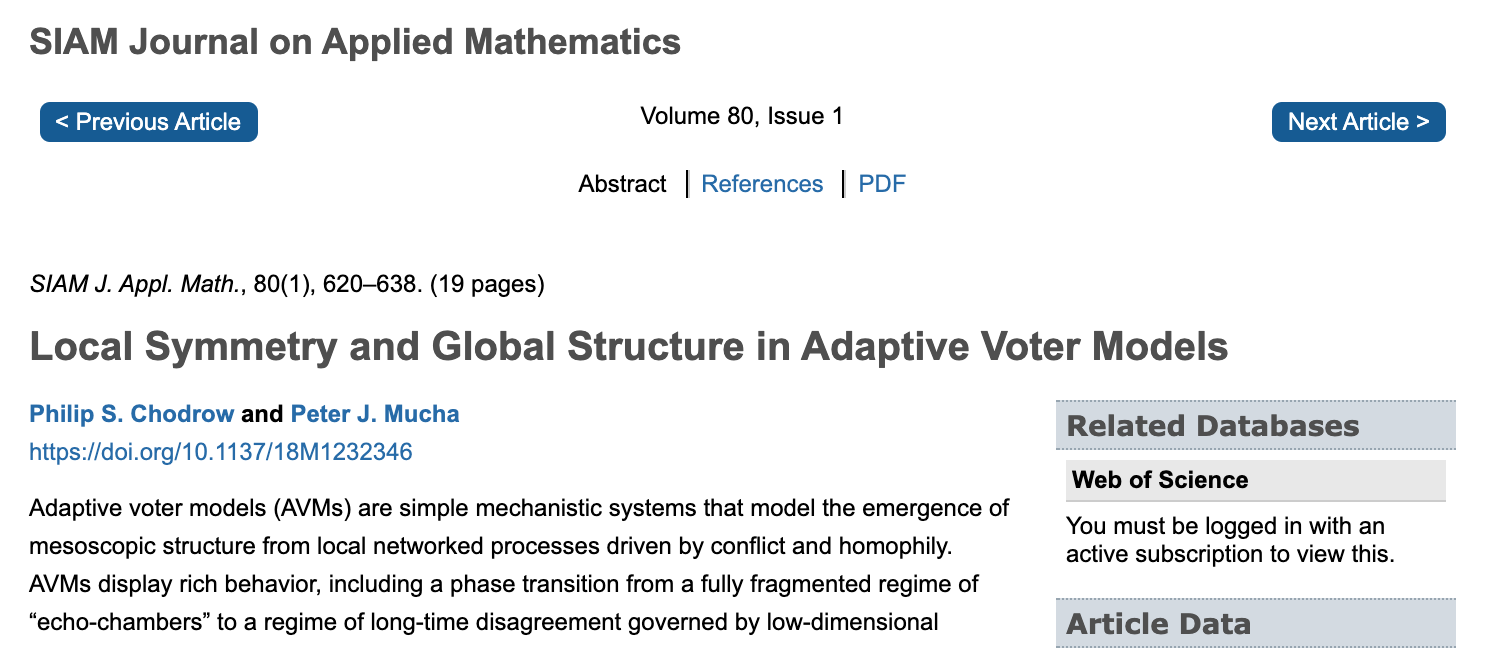 SIAM Journal on Applied Mathematics
< Previous Article
Volume 80, Issue 1
Next Article >
Abstract | References | PDF
SIAM J. Appl. Math., 80(1), 620–638. (19 pages)
Local Symmetry and Global Structure in Adaptive Voter Models
Philip S. Chodrow and Peter J. Mucha
https://doi.org/10.1137/18M1232346
Adaptive voter models (AVMs) are simple mechanistic systems that model the emergence of
mesoscopic structure from local networked processes driven by conflict and homophily.
AVMs display rich behavior, including a phase transition from a fully fragmented regime of
“echo-chambers” to a regime of long-time disagreement governed by low-dimensional
Related Databases
Web of Science
You must be logged in with an
active subscription to view this.
Article Data